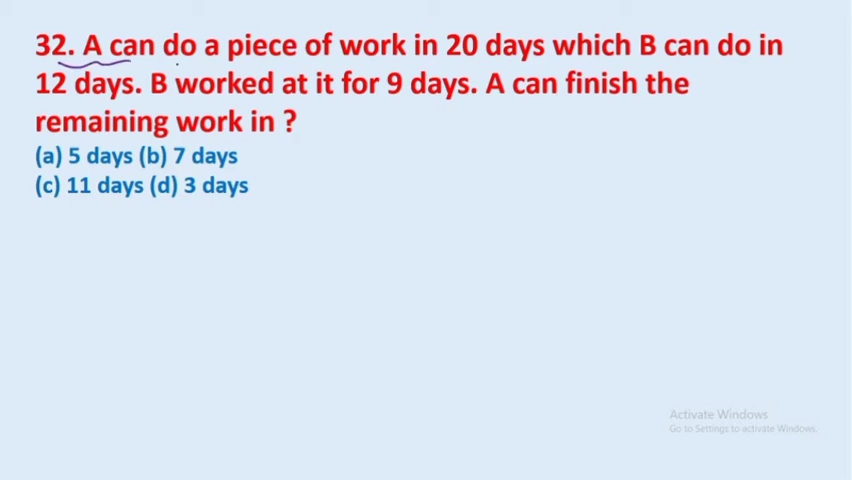 32. A can do a piece of work in 20 days which B can do in
12 days. B worked at it for 9 days. A can finish the
remaining work in ?
(a) 5 days (b) 7 days
(c) 11 days (d) 3 days
Activate Windows
Go to Settings to activate Windows.